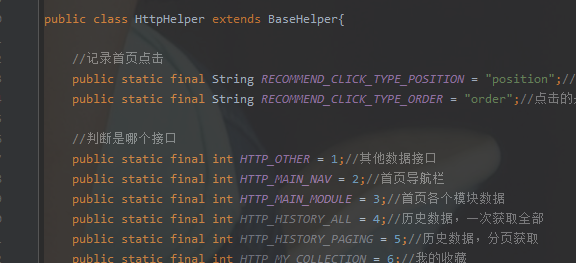 public class HttpHelper extends BaseHelper{
//记录首页点击
public static final String RECOMMEND_CLICK_TYPE_POSITION = "position";//
public static final String RECOMMEND_CLICK_TYPE_ORDER = "order";//点击的
//判断是哪个接口
public static final int HTTP_OTHER = 1;//其他数据接口
public static final int HTTP_MAIN_NAV = 2;//首页导航栏
public static final int HTTP_MAIN_MODULE = 3;//首页各个模块数据
public static final int HTTP_HISTORY_ALL = 4;//历史数据，一次获取全部
public static final int HTTP_HISTORY_PAGING = 5;//历史数据，分页获取
public static final int HTTP_MY_COLLECTION = 6;//我的收藏